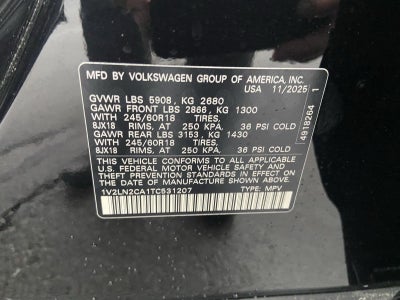 MFD BY VOLKSWAGEN GROUP OF AMERICA, INC.
USA 11/2025
GVWR LBS 5908, KG 2680
GAWR FRONT LBS 2866, KG 1300
WITH 245/60R18 TIRES,
8JX18 RIMS, AT 250 KPA. 36 PSI COLD
GAWR REAR LBS 3153, KG 1430
WITH 245/60R18 TIRES,
8JX18 RIMS, AT 250 KPA. 36 PSI COLD
THIS VEHICLE CONFORMS TO ALL APPLICABLE
U.S. FEDERAL MOTOR VEHICLE SAFETY AND
THEFT PREVENTION STANDARDS IN EFFECT ON
THE DATE OF MANUFACTURE SHOWN ABOVE.
1V2LN2CA1TC531207 TYPE: MPV
4918264 1